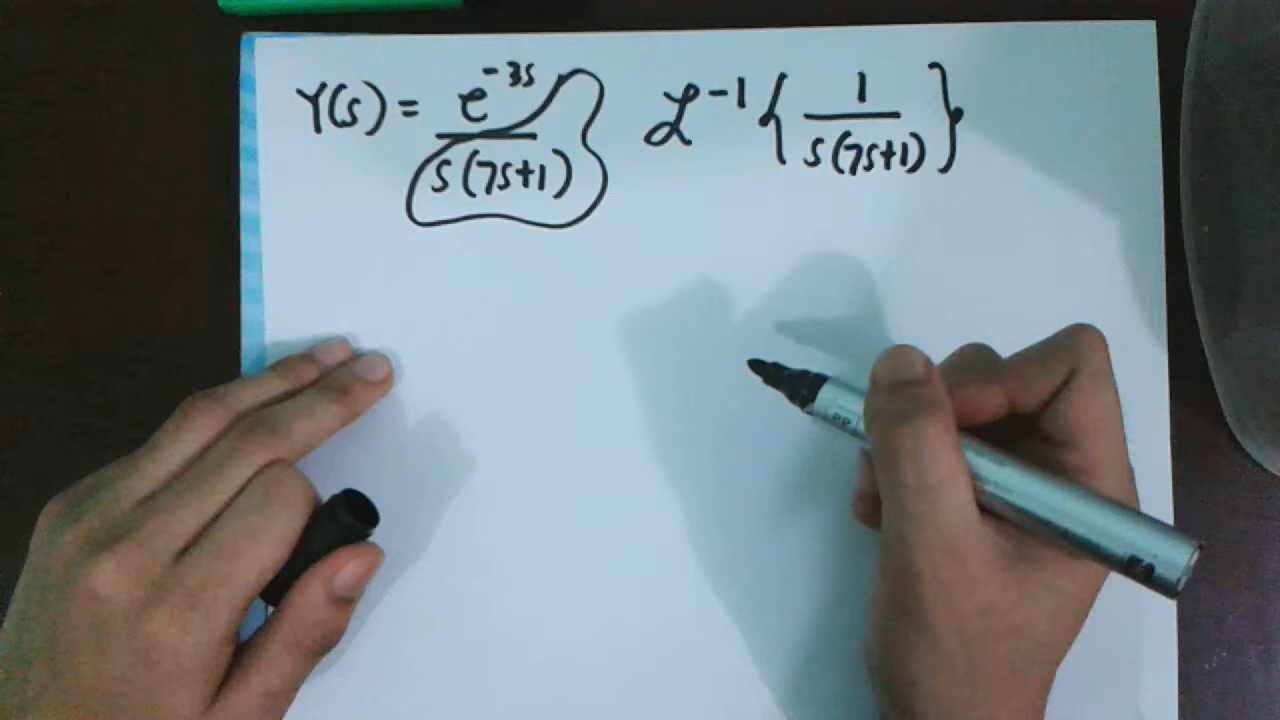 Y(s) = e^{-3s} / s(7s+1)   ℒ^{-1} { 1 / s(7s+1) }